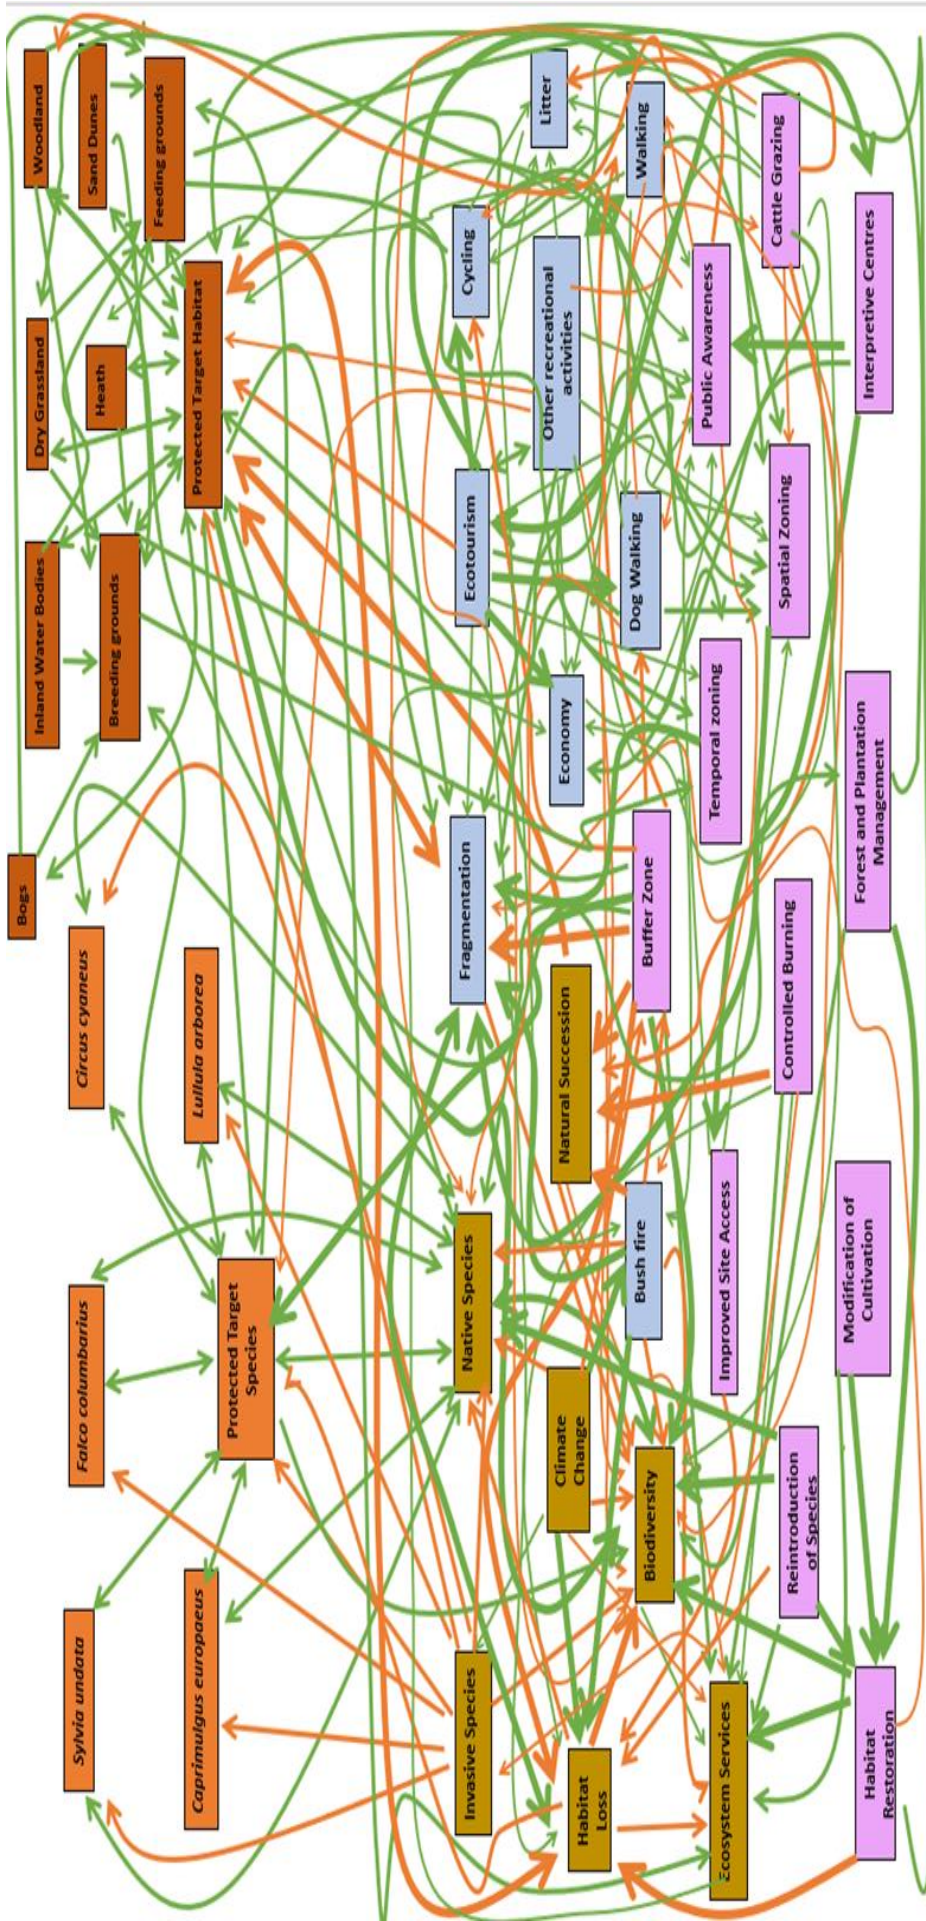 Woodland
Sand Dunes
Feeding grounds
Dry Grassland
Heath
Protected Target Habitat
Inland Water Bodies
Breeding grounds
Bogs
Circus cyaneus
Lullula arborea
Falco columbarius
Protected Target
Species
Sylvia undata
Caprimulgus europaeus
Litter
Walking
Cycling
Other recreational
activities
Ecotourism
Dog Walking
Economy
Fragmentation
Bush fire
Natural Succession
Native Species
Climate
Change
Biodiversity
Invasive Species
Habitat
Loss
Ecosystem Services
Cattle Grazing
Public Awareness
Interpretive Centres
Spatial Zoning
Temporal zoning
Buffer Zone
Forest and Plantation
Management
Controlled Burning
Improved Site Access
Modification of
Cultivation
Reintroduction
of Species
Habitat
Restoration